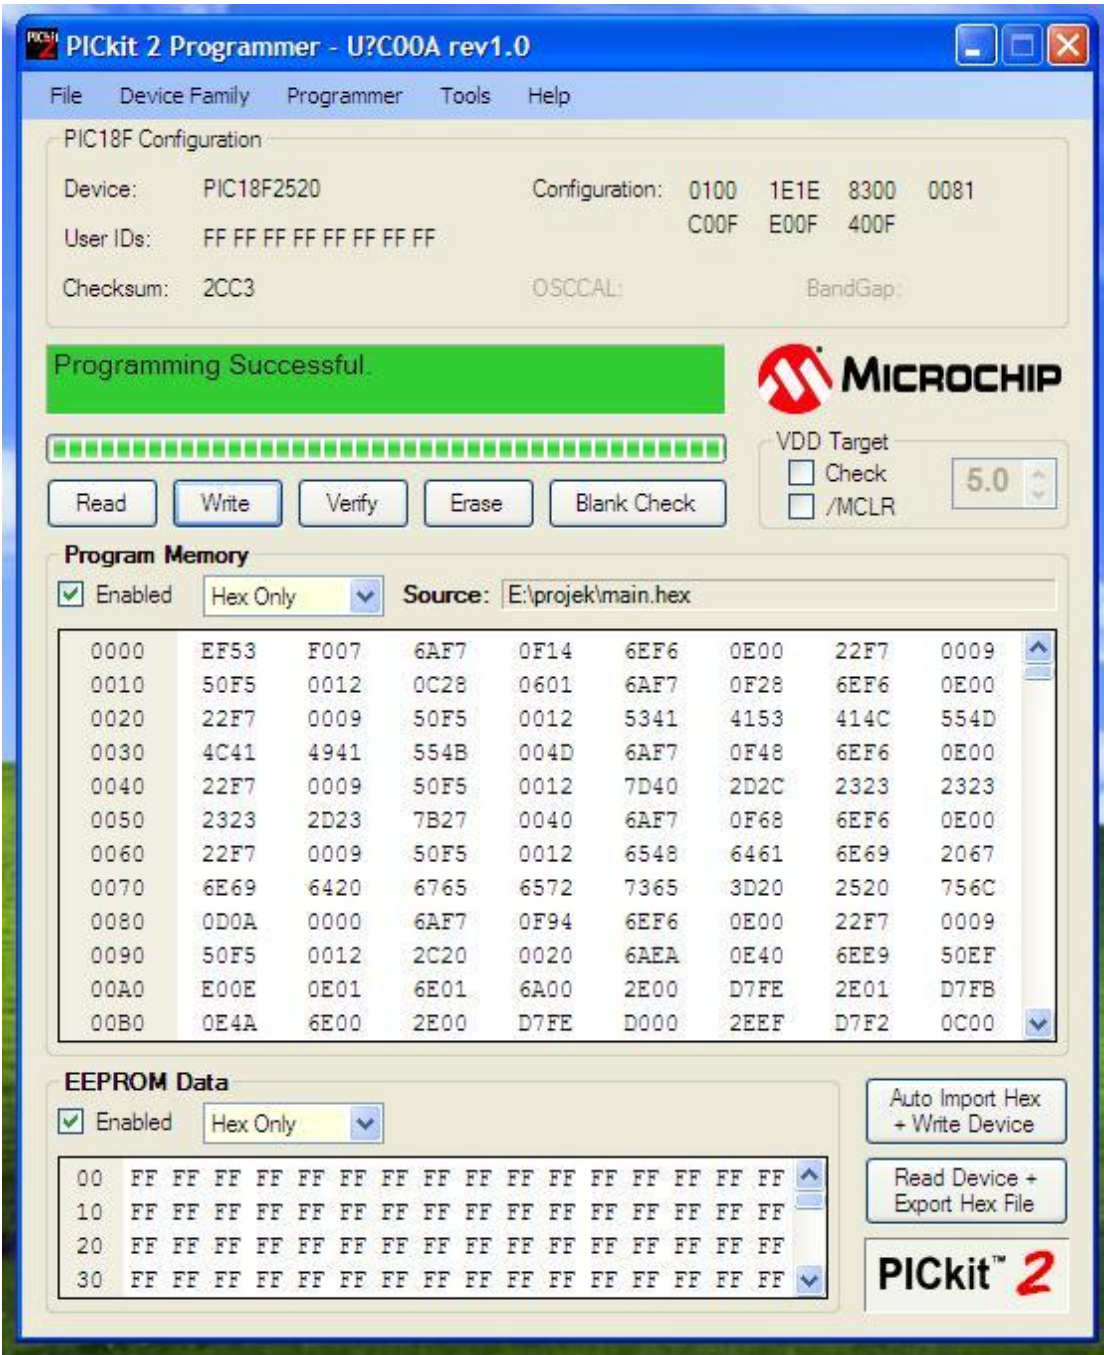 PICkit 2 Programmer - U?C00A rev1.0
File Device Family Programmer Tools Help
PIC18F Configuration
Device: PIC18F2520 Configuration: 0100 1E1E 8300 0081
C00F E00F 400F
User IDs: FF FF FF FF FF FF FF FF
Checksum: 2CC3 OSCCAL: BandGap:
Programming Successful.
MICROCHIP
VDD Target
Check
/MCLR
5.0
Read Write Verify Erase Blank Check
Program Memory
Enabled Hex Only Source: E:\projek\main.hex
0000 EF53 F007 6AF7 0F14 6EF6 0E00 22F7 0009
0010 50F5 0012 0C28 0601 6AF7 0F28 6EF6 0E00
0020 22F7 0009 50F5 0012 5341 4153 414C 554D
0030 4C41 4941 554B 004D 6AF7 0F48 6EF6 0E00
0040 22F7 0009 50F5 0012 7D40 2D2C 2323 2323
0050 2323 2D23 7B27 0040 6AF7 0F68 6EF6 0E00
0060 22F7 0009 50F5 0012 6548 6461 6E69 2067
0070 6E69 6420 6765 6572 7365 3D20 2520 756C
0080 0D0A 0000 6AF7 0F94 6EF6 0E00 22F7 0009
0090 50F5 0012 2C20 0020 6AEA 0E40 6EE9 50EF
00A0 E00E 0E01 6E01 6A00 2E00 D7FE 2E01 D7FB
00B0 0E4A 6E00 2E00 D7FE D000 2EEF D7F2 0C00
EEPROM Data
Enabled Hex Only
00 FF FF FF FF FF FF FF FF FF FF FF FF FF FF FF FF
10 FF FF FF FF FF FF FF FF FF FF FF FF FF FF FF FF
20 FF FF FF FF FF FF FF FF FF FF FF FF FF FF FF FF
30 FF FF FF FF FF FF FF FF FF FF FF FF FF FF FF FF
Auto Import Hex
+ Write Device
Read Device +
Export Hex File
PICkit™ 2